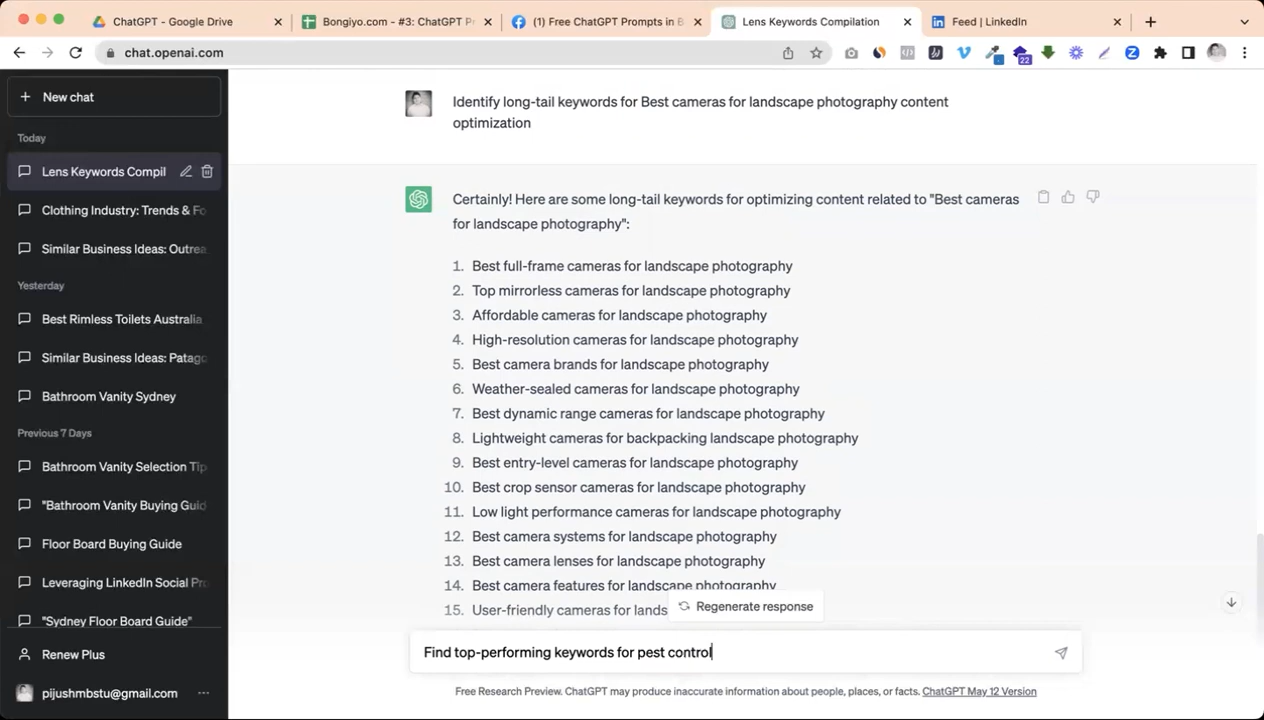 ChatGPT - Google Drive
Bongiyo.com - #3: ChatGPT Pr
(1) Free ChatGPT Prompts in B
Lens Keywords Compilation
Feed | LinkedIn
chat.openai.com
22
New chat
Today
Lens Keywords Compil
Clothing Industry: Trends & Fo
Similar Business Ideas: Outrea
Yesterday
Best Rimless Toilets Australia
Similar Business Ideas: Patago
Bathroom Vanity Sydney
Previous 7 Days
Bathroom Vanity Selection Tip
"Bathroom Vanity Buying Guid
Floor Board Buying Guide
Leveraging LinkedIn Social Pro
"Sydney Floor Board Guide"
Renew Plus
pijushmbstu@gmail.com
Identify long-tail keywords for Best cameras for landscape photography content
optimization
Certainly! Here are some long-tail keywords for optimizing content related to "Best cameras
for landscape photography":
1. Best full-frame cameras for landscape photography
2. Top mirrorless cameras for landscape photography
3. Affordable cameras for landscape photography
4. High-resolution cameras for landscape photography
5. Best camera brands for landscape photography
6. Weather-sealed cameras for landscape photography
7. Best dynamic range cameras for landscape photography
8. Lightweight cameras for backpacking landscape photography
9. Best entry-level cameras for landscape photography
10. Best crop sensor cameras for landscape photography
11. Low light performance cameras for landscape photography
12. Best camera systems for landscape photography
13. Best camera lenses for landscape photography
14. Best camera features for landscape photography
15. User-friendly cameras for lands
Regenerate response
Find top-performing keywords for pest control
Free Research Preview. ChatGPT may produce inaccurate information about people, places, or facts. ChatGPT May 12 Version